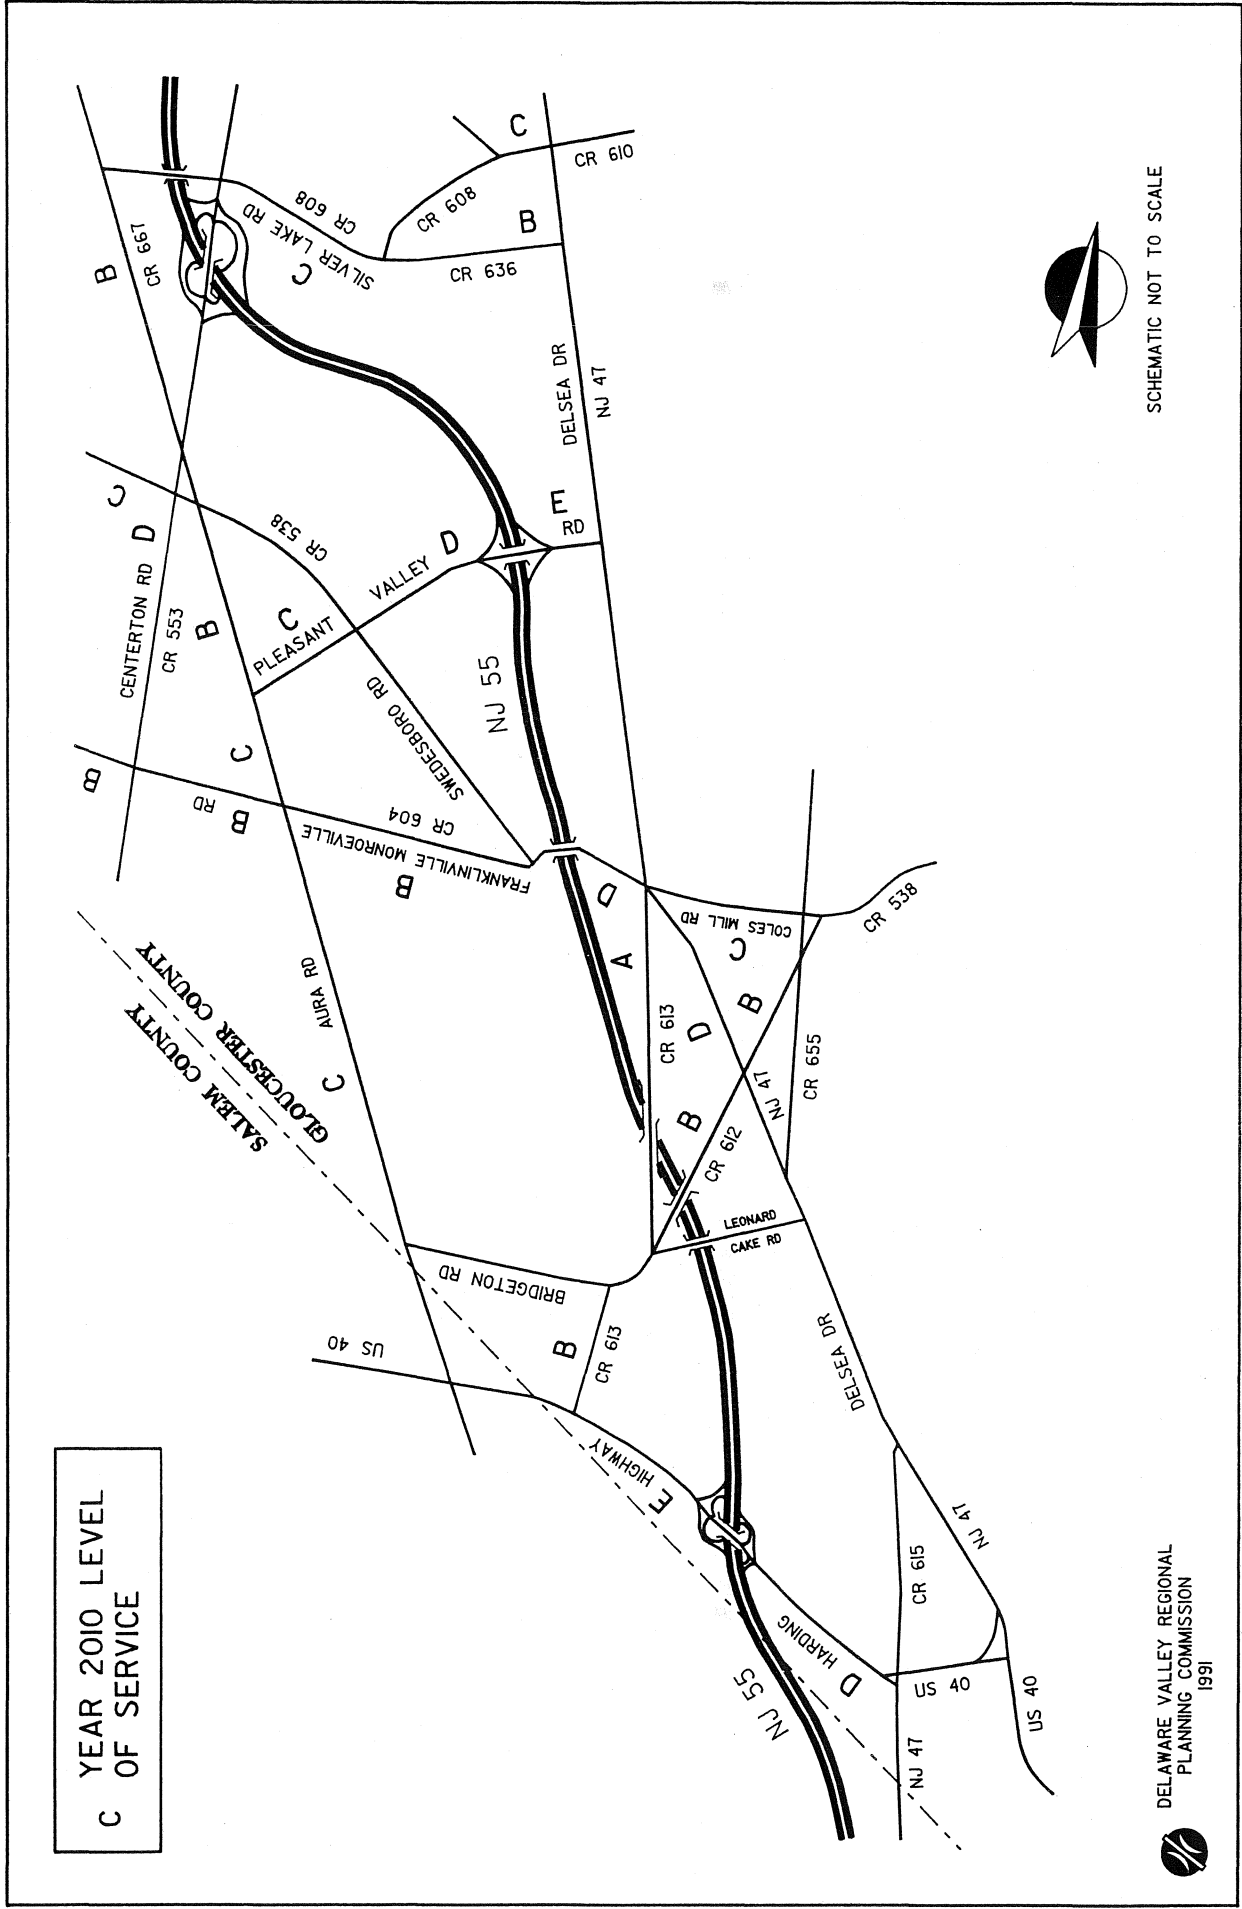 C YEAR 2010 LEVEL
OF SERVICE
SALEM COUNTY
GLOUCESTER COUNTY
B
CENTERTON RD
D
C
CR 553
RD
B
C
B
B
B
CR 667
AURA RD
C
FRANKLINVILLE MONROEVILLE
CR 604
B
PLEASANT
C
VALLEY
D
CR 538
SWEDESBORO RD
SILVER LAKE RD
C
CR 608
CR 608
CR 636
B
C
CR 610
US 40
BRIDGETON RD
B
CR 613
NJ 55
E
RD
DELSEA DR
NJ 47
D
A
CR 613
D
B
CR 612
B
C
COLES MILL RD
CR 538
NJ 47
CR 655
LEONARD
CAKE RD
HIGHWAY
E
DELSEA DR
NJ 55
D
HARDING
CR 615
NJ 47
US 40
NJ 47
US 40
SCHEMATIC NOT TO SCALE
DELAWARE VALLEY REGIONAL
PLANNING COMMISSION
1991